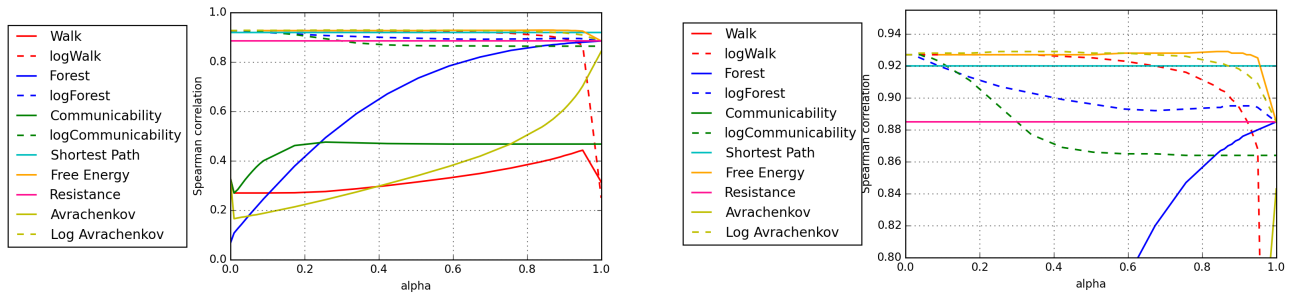 Walk
logWalk
Forest
logForest
Communicability
logCommunicability
Shortest Path
Free Energy
Resistance
Avrachenkov
Log Avrachenkov
Spearman correlation
1.0
0.8
0.6
0.4
0.2
0.0
0.0 0.2 0.4 0.6 0.8 1.0
alpha
Walk
logWalk
Forest
logForest
Communicability
logCommunicability
Shortest Path
Free Energy
Resistance
Avrachenkov
Log Avrachenkov
Spearman correlation
0.94
0.92
0.90
0.88
0.86
0.84
0.82
0.80
0.0 0.2 0.4 0.6 0.8 1.0
alpha